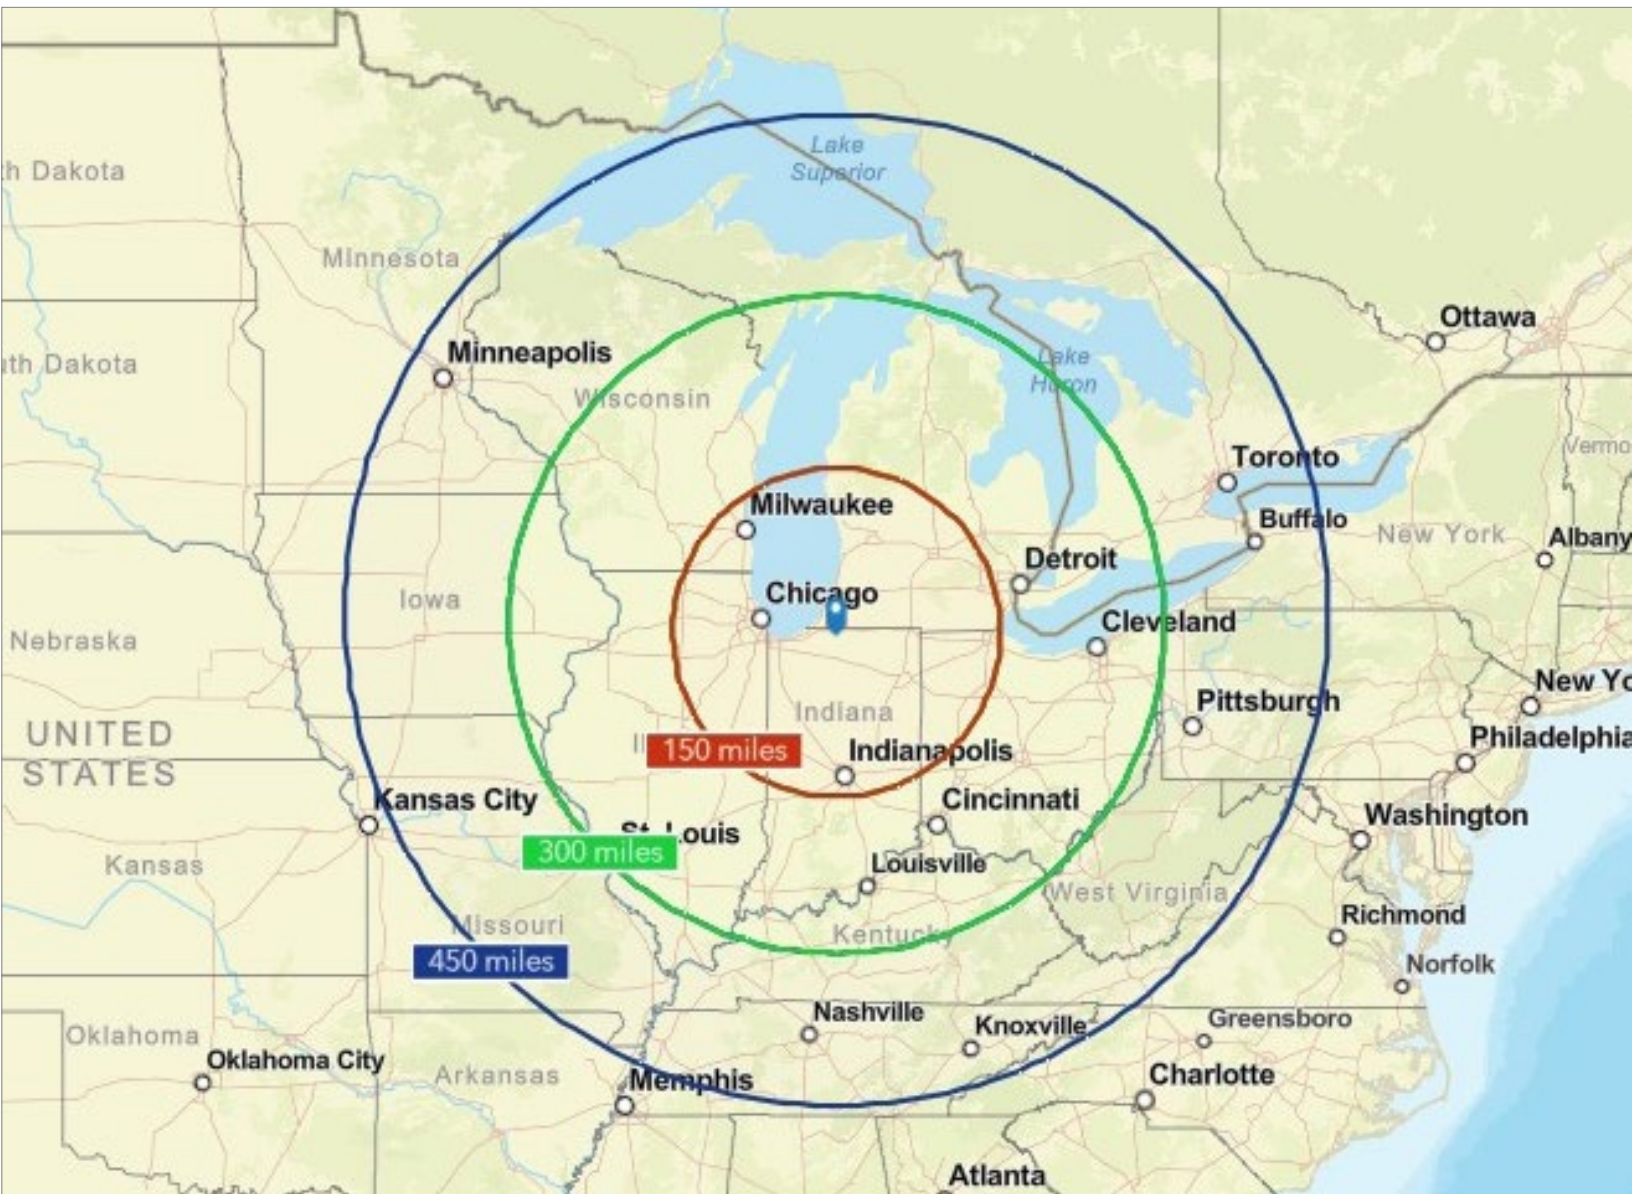 Lake
Superior
th Dakota
Minnesota
Ottawa
Minneapolis
Lake
Huron
uth Dakota
Wisconsin
Vermo
Toronto
Milwaukee
Buffalo
New York
Albany
Detroit
Chicago
Iowa
Cleveland
Nebraska
New Yo
Pittsburgh
Indiana
UNITED
STATES
Philadelphia
150 miles
Indianapolis
Kansas City
Cincinnati
Washington
St. Louis
300 miles
Kansas
Louisville
West Virginia
Richmond
Missouri
Kentucky
450 miles
Norfolk
Nashville
Knoxville
Greensboro
Oklahoma
Oklahoma City
Arkansas
Memphis
Charlotte
Atlanta